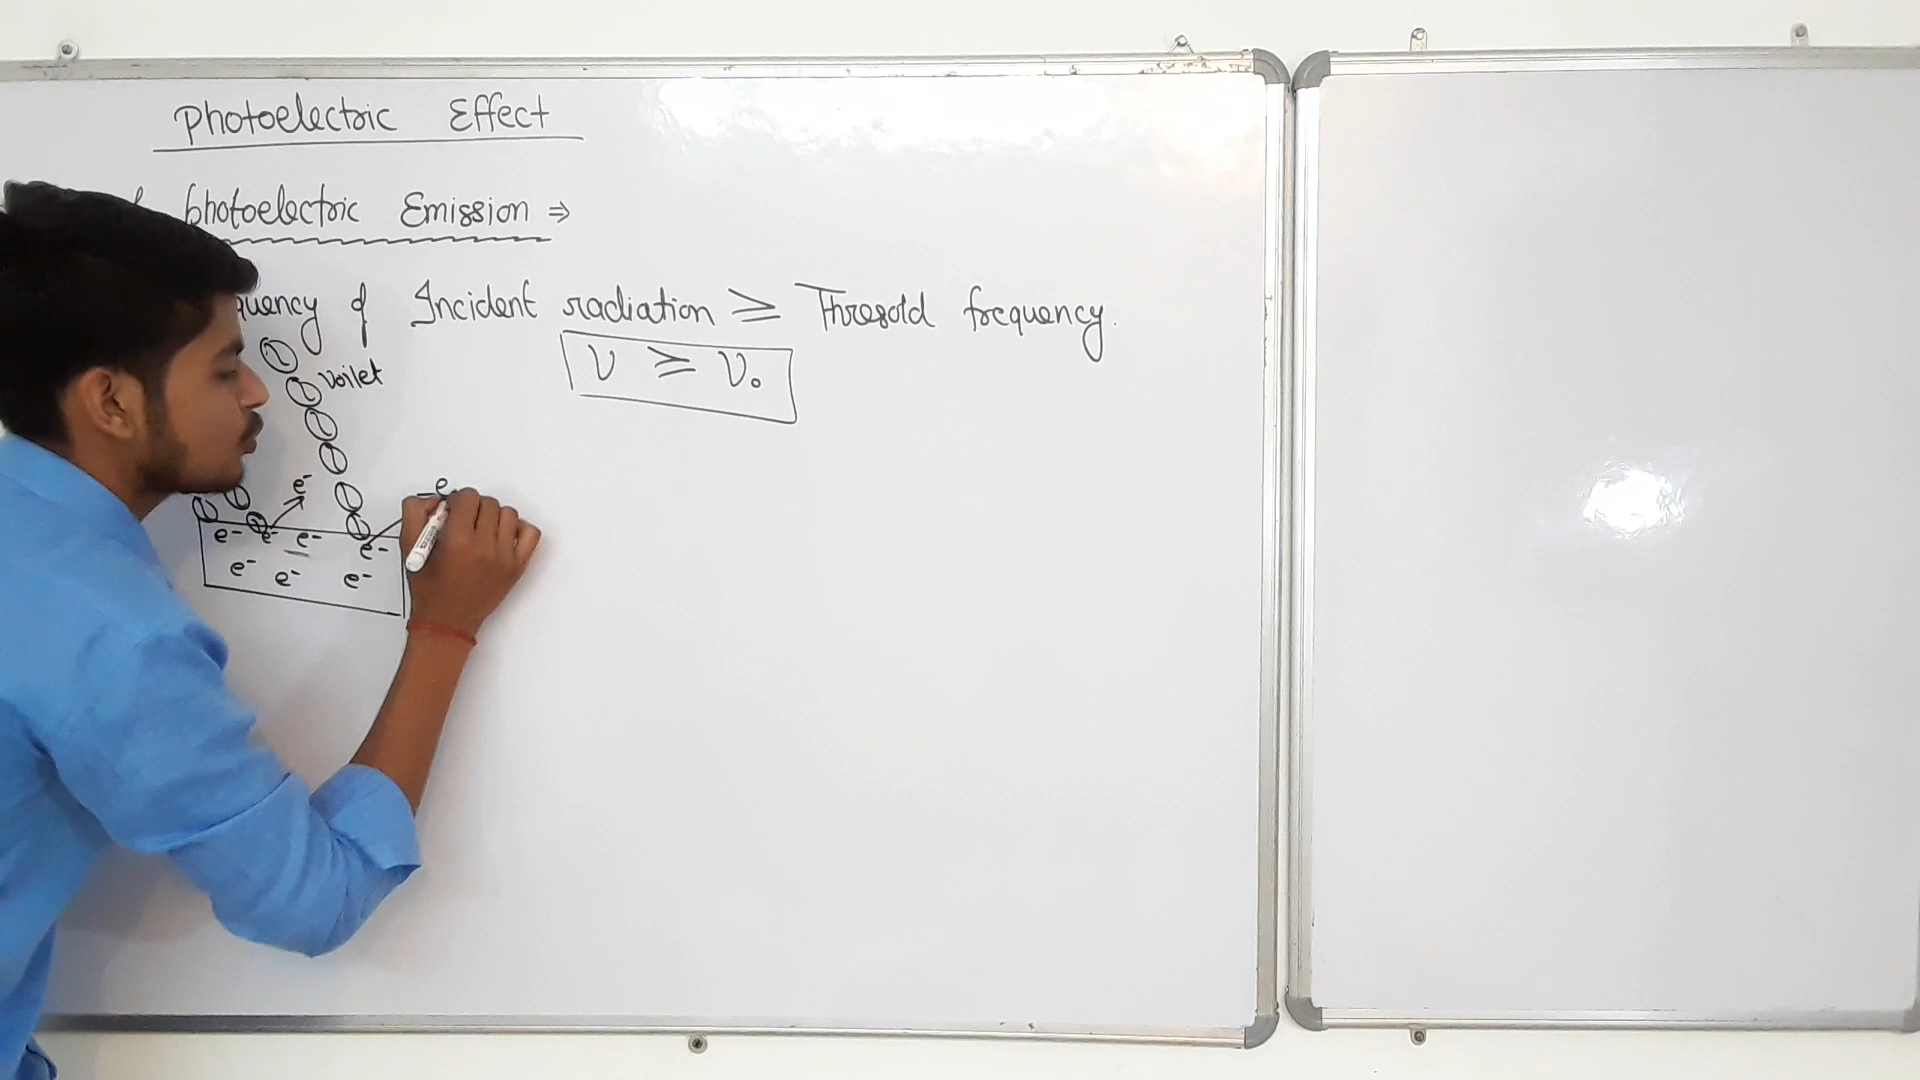 Photoelectric Effect
Photoelectric Emission ⇒
quency of Incident radiation ≥ Thresold frequency.
ν ≥ ν₀
Voilet
e⁻
e
e⁻ e⁻ e⁻ e⁻
e⁻ e⁻ e⁻